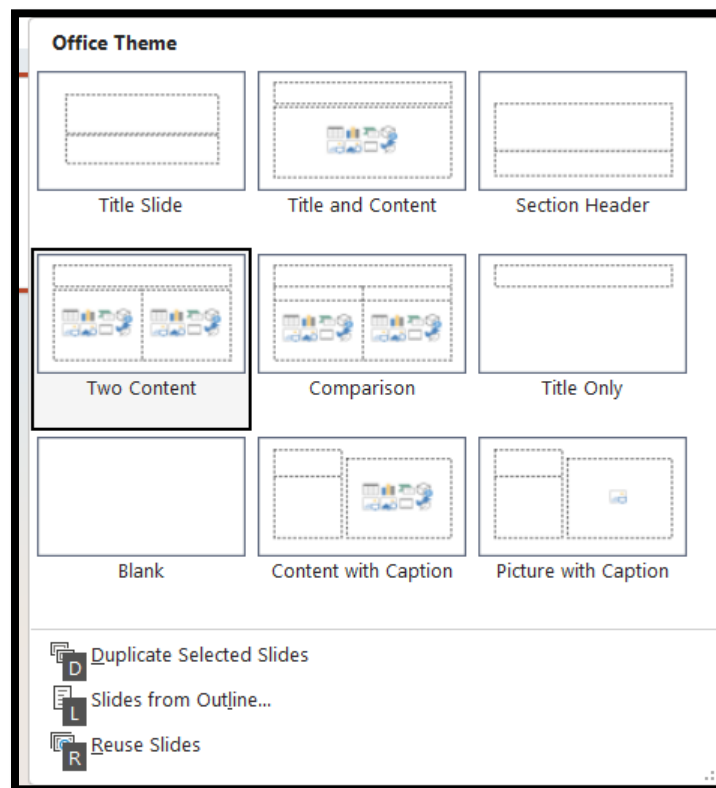 Office Theme
Title Slide
Title and Content
Section Header
Two Content
Comparison
Title Only
Blank
Content with Caption
Picture with Caption
D Duplicate Selected Slides
L Slides from Outline...
R Reuse Slides